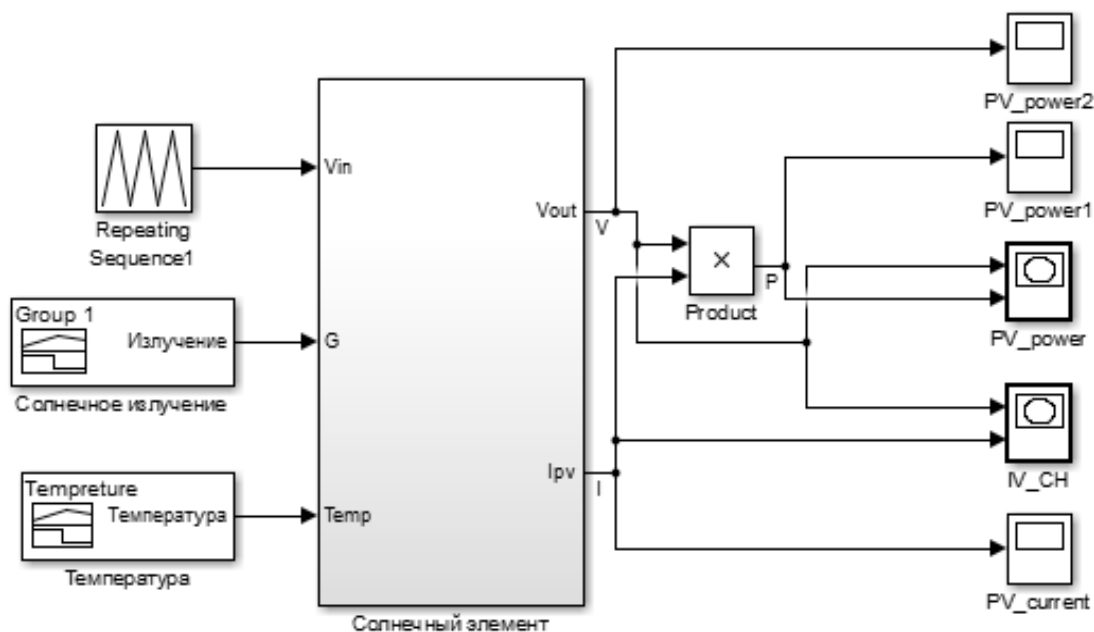 PV_power2
Vin
Repeating
Sequence1
Vout
V
PV_power1
×
P
Product
PV_power
Group 1
Излучение
G
Солнечное излучение
Ipv
I
IV_CH
Tempreture
Температура
Temp
Температура
PV_current
Солнечный элемент